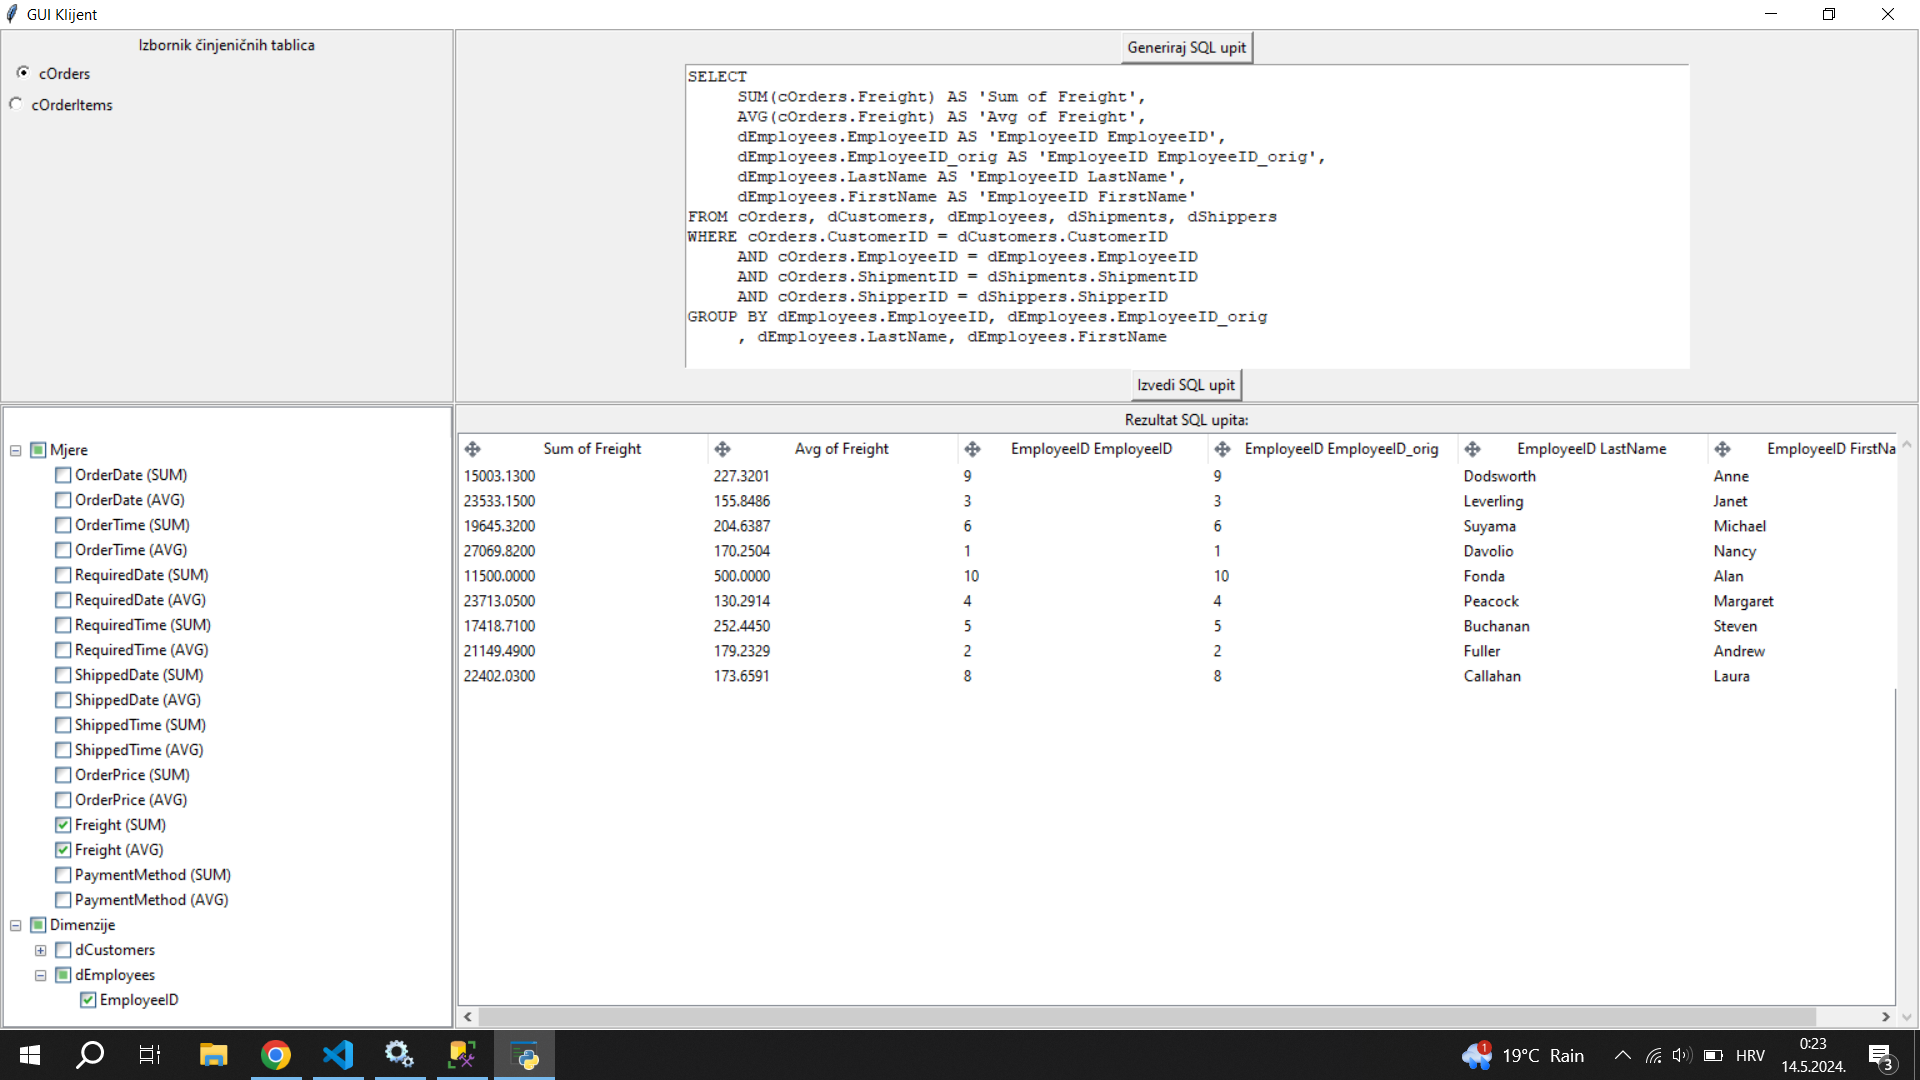 GUI Klijent
Izbornik činjeničnih tablica
cOrders
cOrderItems
Generiraj SQL upit
SELECT
SUM(cOrders.Freight) AS 'Sum of Freight',
AVG(cOrders.Freight) AS 'Avg of Freight',
dEmployees.EmployeeID AS 'EmployeeID EmployeeID',
dEmployees.EmployeeID_orig AS 'EmployeeID EmployeeID_orig',
dEmployees.LastName AS 'EmployeeID LastName',
dEmployees.FirstName AS 'EmployeeID FirstName'
FROM cOrders, dCustomers, dEmployees, dShipments, dShippers
WHERE cOrders.CustomerID = dCustomers.CustomerID
AND cOrders.EmployeeID = dEmployees.EmployeeID
AND cOrders.ShipmentID = dShipments.ShipmentID
AND cOrders.ShipperID = dShippers.ShipperID
GROUP BY dEmployees.EmployeeID, dEmployees.EmployeeID_orig
, dEmployees.LastName, dEmployees.FirstName
Izvedi SQL upit
Mjere
OrderDate (SUM)
OrderDate (AVG)
OrderTime (SUM)
OrderTime (AVG)
RequiredDate (SUM)
RequiredDate (AVG)
RequiredTime (SUM)
RequiredTime (AVG)
ShippedDate (SUM)
ShippedDate (AVG)
ShippedTime (SUM)
ShippedTime (AVG)
OrderPrice (SUM)
OrderPrice (AVG)
Freight (SUM)
Freight (AVG)
PaymentMethod (SUM)
PaymentMethod (AVG)
Dimenzije
dCustomers
dEmployees
EmployeeID
Rezultat SQL upita:
Sum of Freight Avg of Freight EmployeeID EmployeeID EmployeeID EmployeeID_orig EmployeeID LastName EmployeeID FirstNa
15003.1300 227.3201 9 9 Dodsworth Anne
23533.1500 155.8486 3 3 Leverling Janet
19645.3200 204.6387 6 6 Suyama Michael
27069.8200 170.2504 1 1 Davolio Nancy
11500.0000 500.0000 10 10 Fonda Alan
23713.0500 130.2914 4 4 Peacock Margaret
17418.7100 252.4450 5 5 Buchanan Steven
21149.4900 179.2329 2 2 Fuller Andrew
22402.0300 173.6591 8 8 Callahan Laura
1
19°C Rain
HRV
0:23
14.5.2024.
3